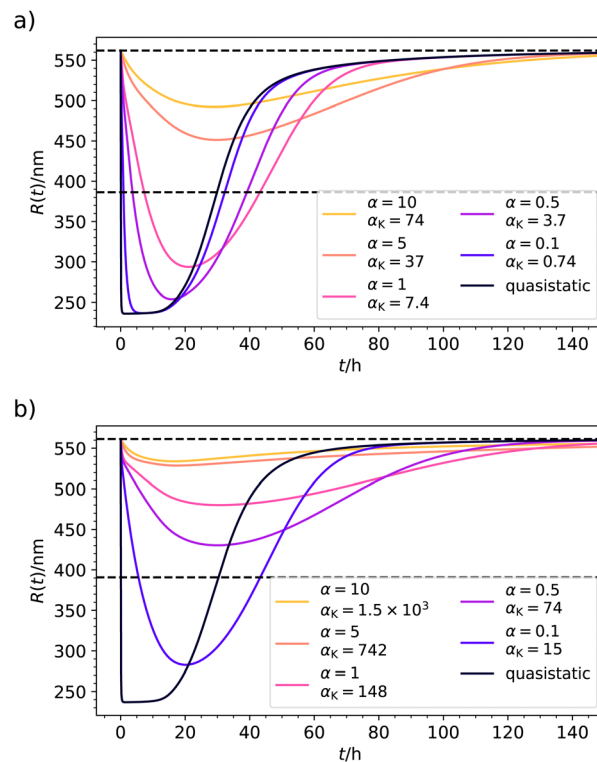 a)
R(t)/nm
550
500
450
400
350
300
250
α = 10
αK = 74
α = 5
αK = 37
α = 1
αK = 7.4
α = 0.5
αK = 3.7
α = 0.1
αK = 0.74
quasistatic
0 20 40 60 80 100 120 140
t/h
b)
R(t)/nm
550
500
450
400
350
300
250
α = 10
αK = 1.5 × 10³
α = 5
αK = 742
α = 1
αK = 148
α = 0.5
αK = 74
α = 0.1
αK = 15
quasistatic
0 20 40 60 80 100 120 140
t/h